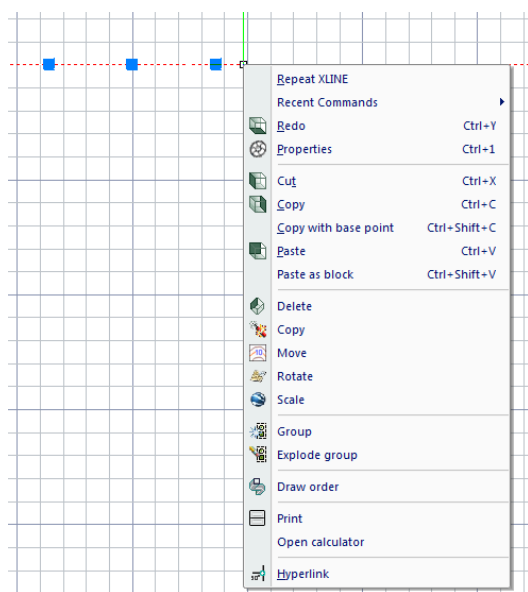 Repeat XLINE
Recent Commands
Redo Ctrl+Y
Properties Ctrl+1
Cut Ctrl+X
Copy Ctrl+C
Copy with base point Ctrl+Shift+C
Paste Ctrl+V
Paste as block Ctrl+Shift+V
Delete
Copy
Move
Rotate
Scale
Group
Explode group
Draw order
Print
Open calculator
Hyperlink